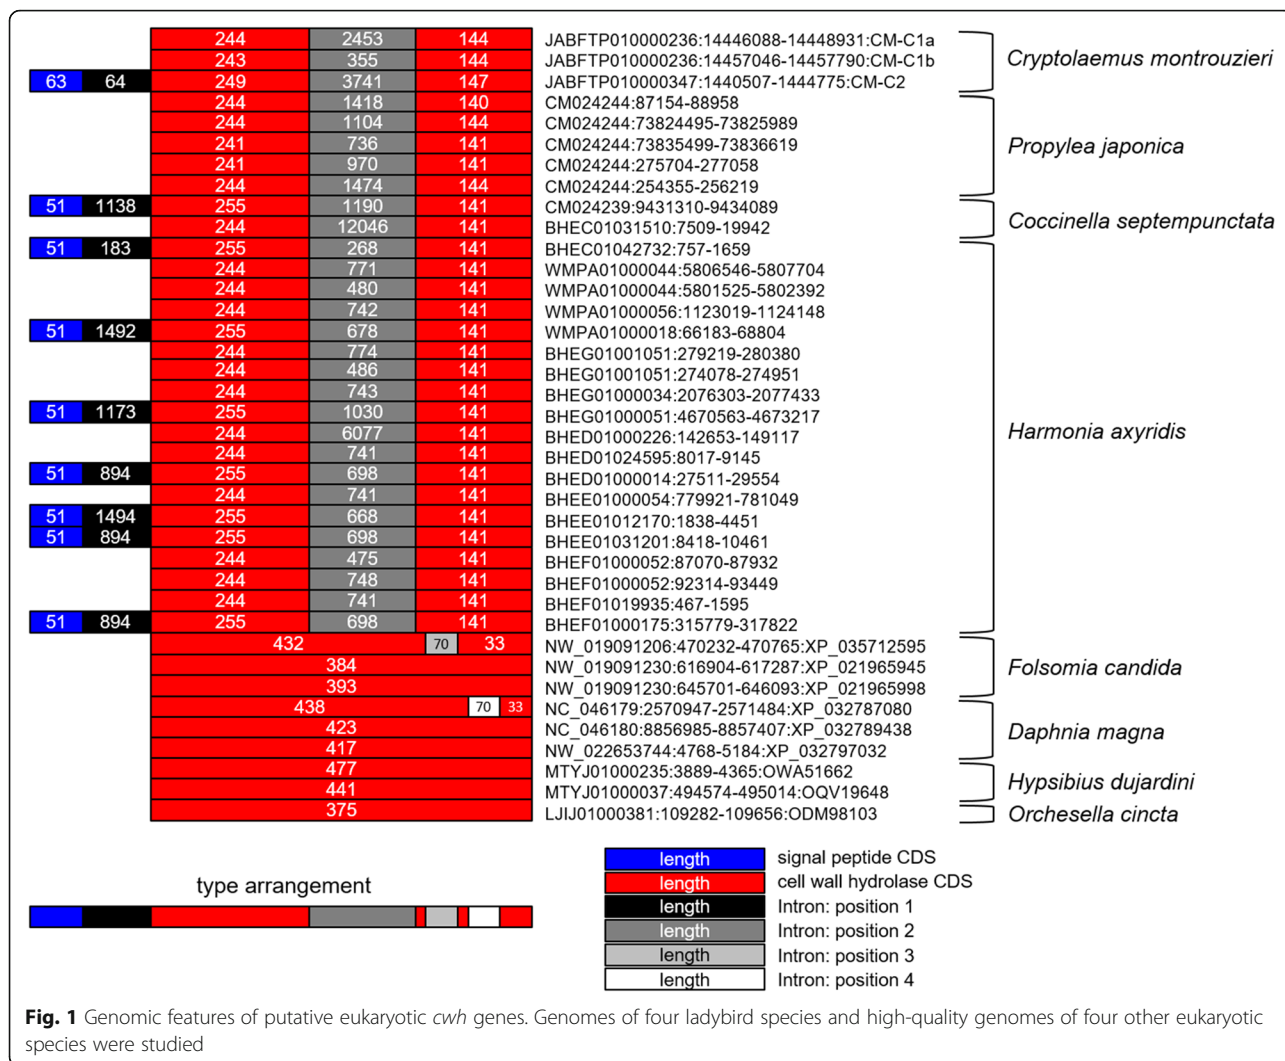 244 2453 144 JABFTP010000236:14446088-14448931:CM-C1a
243 355 144 JABFTP010000236:14457046-14457790:CM-C1b
63 64 249 3741 147 JABFTP010000347:1440507-1444775:CM-C2
Cryptolaemus montrouzieri
244 1418 140 CM024244:87154-88958
244 1104 144 CM024244:73824495-73825989
241 736 141 CM024244:73835499-73836619
241 970 141 CM024244:275704-277058
244 1474 144 CM024244:254355-256219
Propylea japonica
51 1138 255 1190 141 CM024239:9431310-9434089
244 12046 141 BHEC01031510:7509-19942
Coccinella septempunctata
51 183 255 268 141 BHEC01042732:757-1659
244 771 141 WMPA01000044:5806546-5807704
244 480 141 WMPA01000044:5801525-5802392
244 742 141 WMPA01000056:1123019-1124148
51 1492 255 678 141 WMPA01000018:66183-68804
244 774 141 BHEG01001051:279219-280380
244 486 141 BHEG01001051:274078-274951
244 743 141 BHEG01000034:2076303-2077433
51 1173 255 1030 141 BHEG01000051:4670563-4673217
244 6077 141 BHED01000226:142653-149117
244 741 141 BHED01024595:8017-9145
51 894 255 698 141 BHED01000014:27511-29554
244 741 141 BHEE01000054:779921-781049
51 1494 255 668 141 BHEE01012170:1838-4451
51 894 255 698 141 BHEE01031201:8418-10461
244 475 141 BHEF01000052:87070-87932
244 748 141 BHEF01000052:92314-93449
244 741 141 BHEF01019935:467-1595
51 894 255 698 141 BHEF01000175:315779-317822
Harmonia axyridis
432 70 33 NW_019091206:470232-470765:XP_035712595
384 NW_019091230:616904-617287:XP_021965945
393 NW_019091230:645701-646093:XP_021965998
Folsomia candida
438 70 33 NC_046179:2570947-2571484:XP_032787080
423 NC_046180:8856985-8857407:XP_032789438
417 NW_022653744:4768-5184:XP_032797032
Daphnia magna
477 MTYJ01000235:3889-4365:OWA51662
441 MTYJ01000037:494574-495014:OQV19648
Hypsibius dujardini
375 LJIJ01000381:109282-109656:ODM98103
Orchesella cincta
type arrangement
length signal peptide CDS
length cell wall hydrolase CDS
length Intron: position 1
length Intron: position 2
length Intron: position 3
length Intron: position 4
Fig. 1 Genomic features of putative eukaryotic cwh genes. Genomes of four ladybird species and high-quality genomes of four other eukaryotic
species were studied